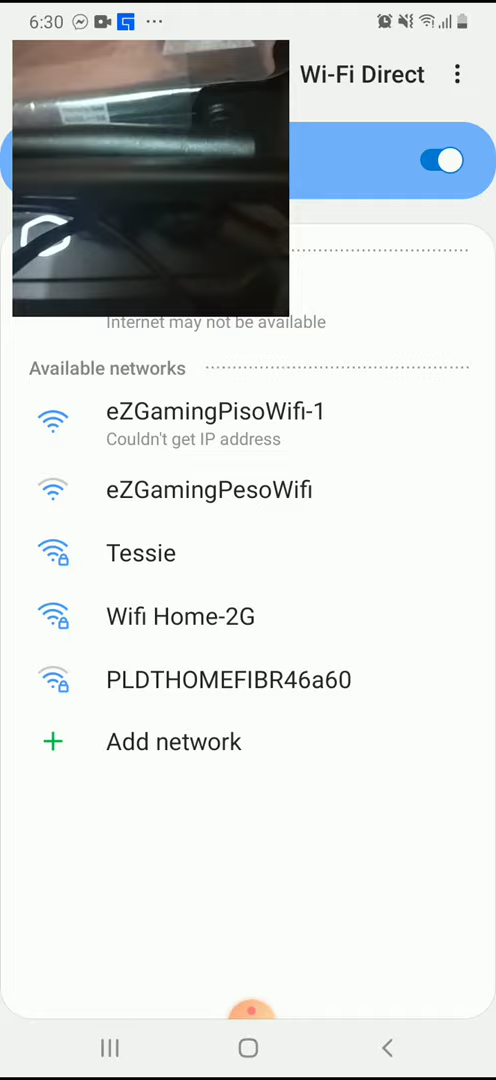 6:30
Wi-Fi Direct
Internet may not be available
Available networks
eZGamingPisoWifi-1
Couldn't get IP address
eZGamingPesoWifi
Tessie
Wifi Home-2G
PLDTHOMEFIBR46a60
Add network